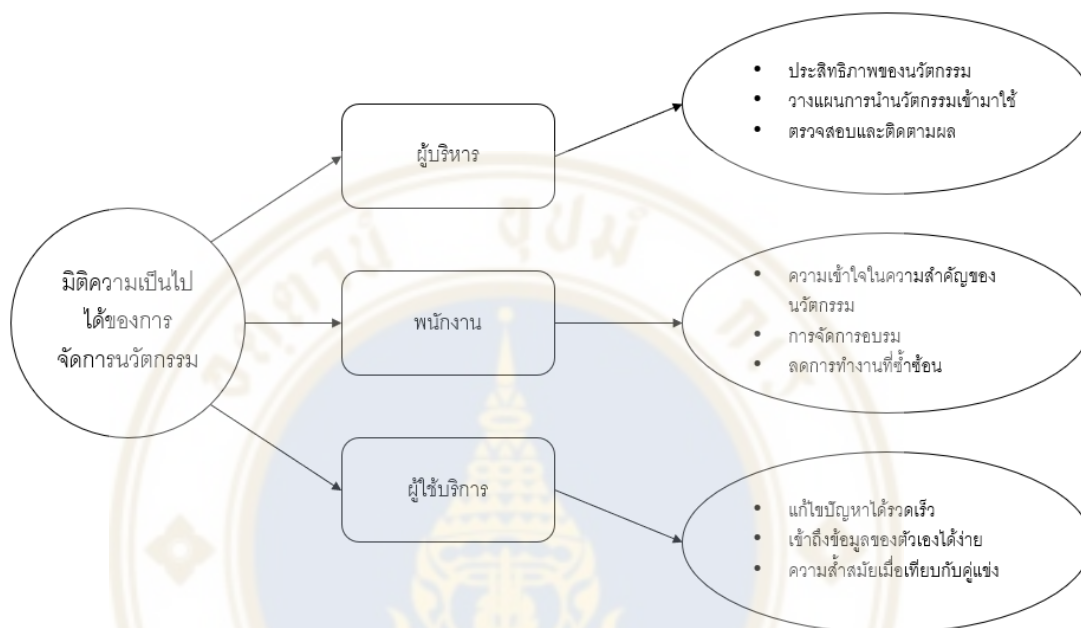 มิติความเป็นไป
ได้ของการ
จัดการนวัตกรรม
ผู้บริหาร
• ประสิทธิภาพของนวัตกรรม
• วางแผนการนำนวัตกรรมเข้ามาใช้
• ตรวจสอบและติดตามผล
พนักงาน
• ความเข้าใจในความสำคัญของ
นวัตกรรม
• การจัดการอบรม
• ลดการทำงานที่ซ้ำซ้อน
ผู้ใช้บริการ
• แก้ไขปัญหาได้รวดเร็ว
• เข้าถึงข้อมูลของตัวเองได้ง่าย
• ความล้ำสมัยเมื่อเทียบกับคู่แข่ง